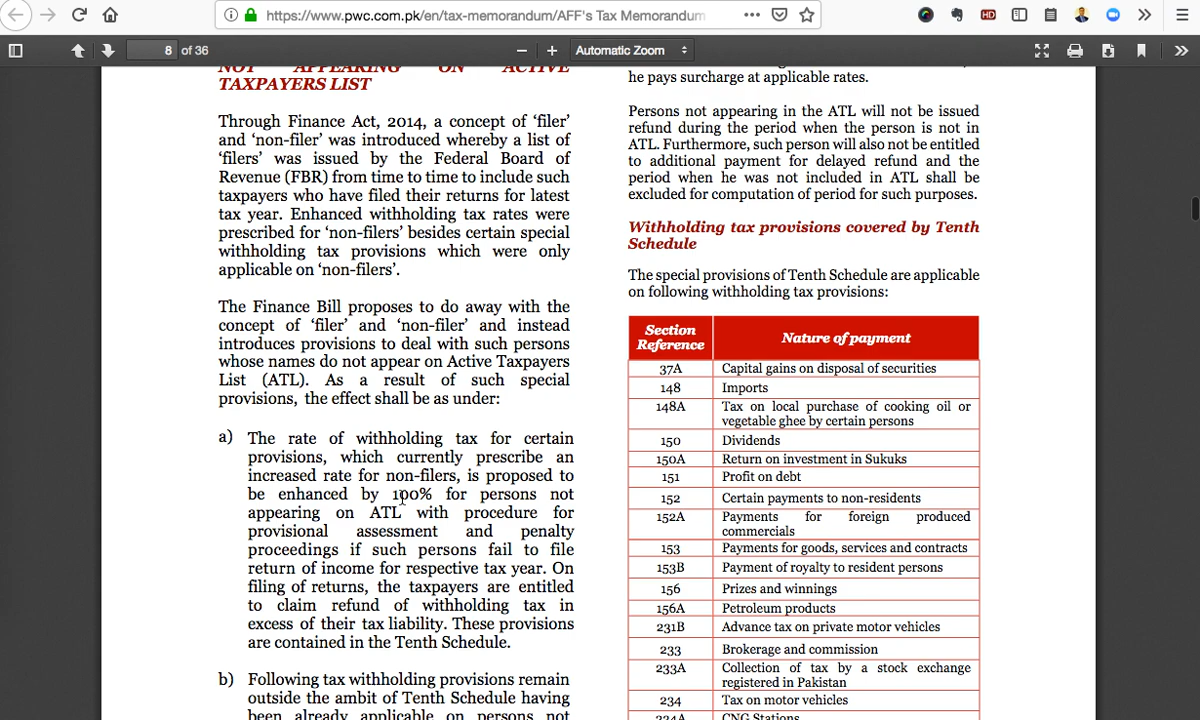 https://www.pwc.com.pk/en/tax-memorandum/AFF's Tax Memorandum
HD
8 of 36
Automatic Zoom
NOT APPEARING ON ACTIVE
TAXPAYERS LIST
Through Finance Act, 2014, a concept of ‘filer’
and ‘non-filer’ was introduced whereby a list of
‘filers’ was issued by the Federal Board of
Revenue (FBR) from time to time to include such
taxpayers who have filed their returns for latest
tax year. Enhanced withholding tax rates were
prescribed for ‘non-filers’ besides certain special
withholding tax provisions which were only
applicable on ‘non-filers’.
The Finance Bill proposes to do away with the
concept of ‘filer’ and ‘non-filer’ and instead
introduces provisions to deal with such persons
whose names do not appear on Active Taxpayers
List (ATL). As a result of such special
provisions, the effect shall be as under:
a) The rate of withholding tax for certain
provisions, which currently prescribe an
increased rate for non-filers, is proposed to
be enhanced by 100% for persons not
appearing on ATL with procedure for
provisional assessment and penalty
proceedings if such persons fail to file
return of income for respective tax year. On
filing of returns, the taxpayers are entitled
to claim refund of withholding tax in
excess of their tax liability. These provisions
are contained in the Tenth Schedule.
b) Following tax withholding provisions remain
outside the ambit of Tenth Schedule having
been already applicable on persons not
he pays surcharge at applicable rates.
Persons not appearing in the ATL will not be issued
refund during the period when the person is not in
ATL. Furthermore, such person will also not be entitled
to additional payment for delayed refund and the
period when he was not included in ATL shall be
excluded for computation of period for such purposes.
Withholding tax provisions covered by Tenth
Schedule
The special provisions of Tenth Schedule are applicable
on following withholding tax provisions:
Section Reference Nature of payment
37A Capital gains on disposal of securities
148 Imports
148A Tax on local purchase of cooking oil or
vegetable ghee by certain persons
150 Dividends
150A Return on investment in Sukuks
151 Profit on debt
152 Certain payments to non-residents
152A Payments for foreign produced
commercials
153 Payments for goods, services and contracts
153B Payment of royalty to resident persons
156 Prizes and winnings
156A Petroleum products
231B Advance tax on private motor vehicles
233 Brokerage and commission
233A Collection of tax by a stock exchange
registered in Pakistan
234 Tax on motor vehicles
234A CNG Stations